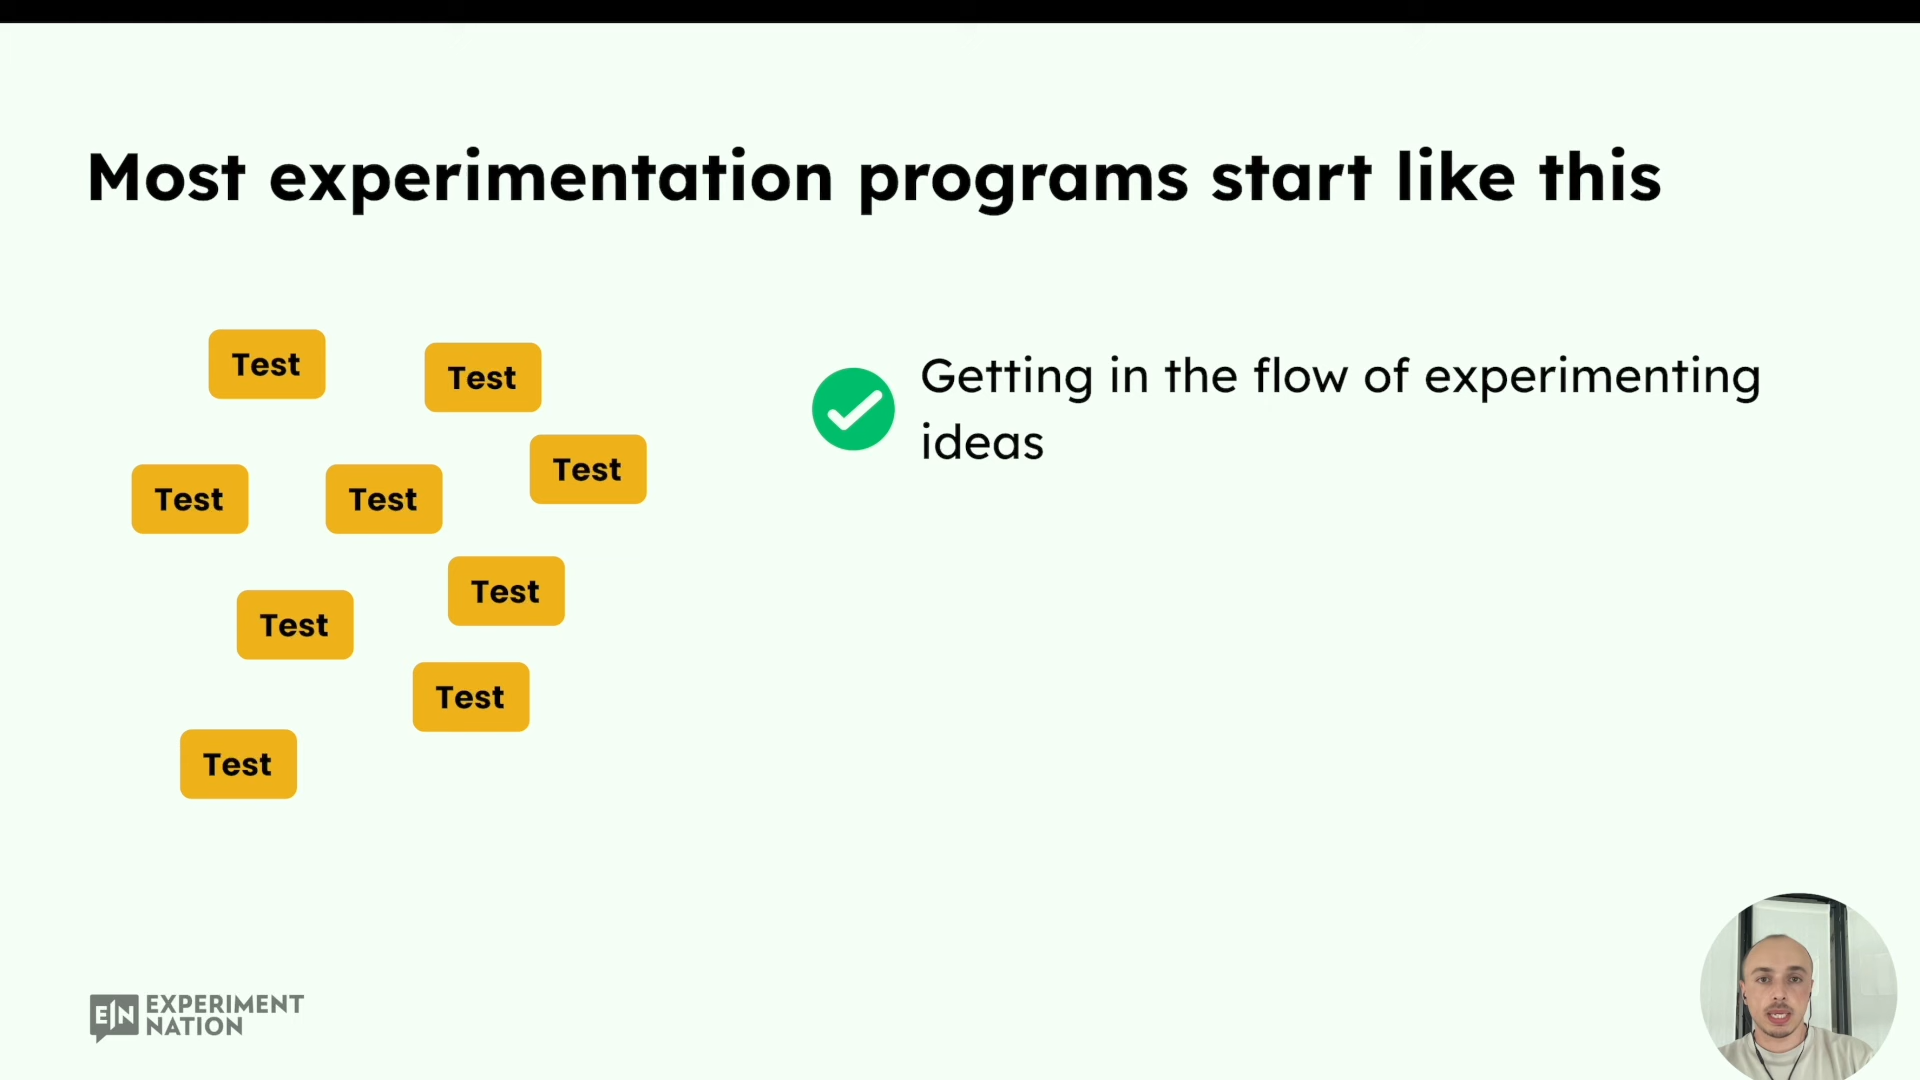 Most experimentation programs start like this
Test
Test
Test
Test
Test
Test
Test
Test
Test
Getting in the flow of experimenting
ideas
EN EXPERIMENT
NATION